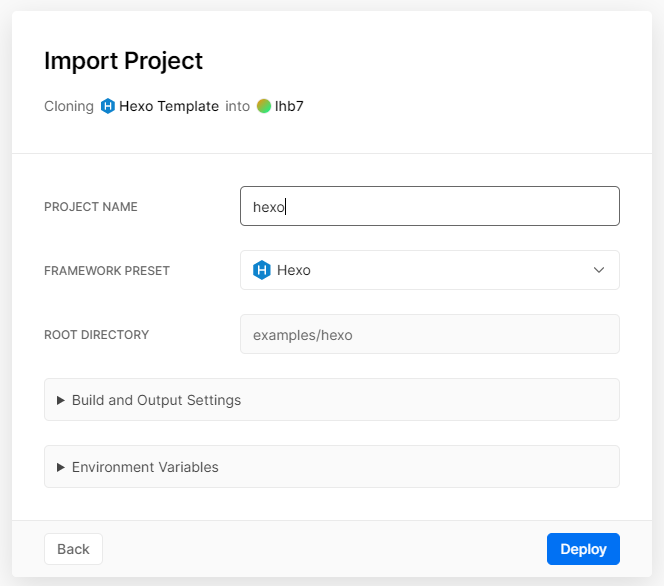 Import Project
Cloning Hexo Template into lhb7
PROJECT NAME
hexo
FRAMEWORK PRESET
Hexo
ROOT DIRECTORY
examples/hexo
Build and Output Settings
Environment Variables
Back
Deploy